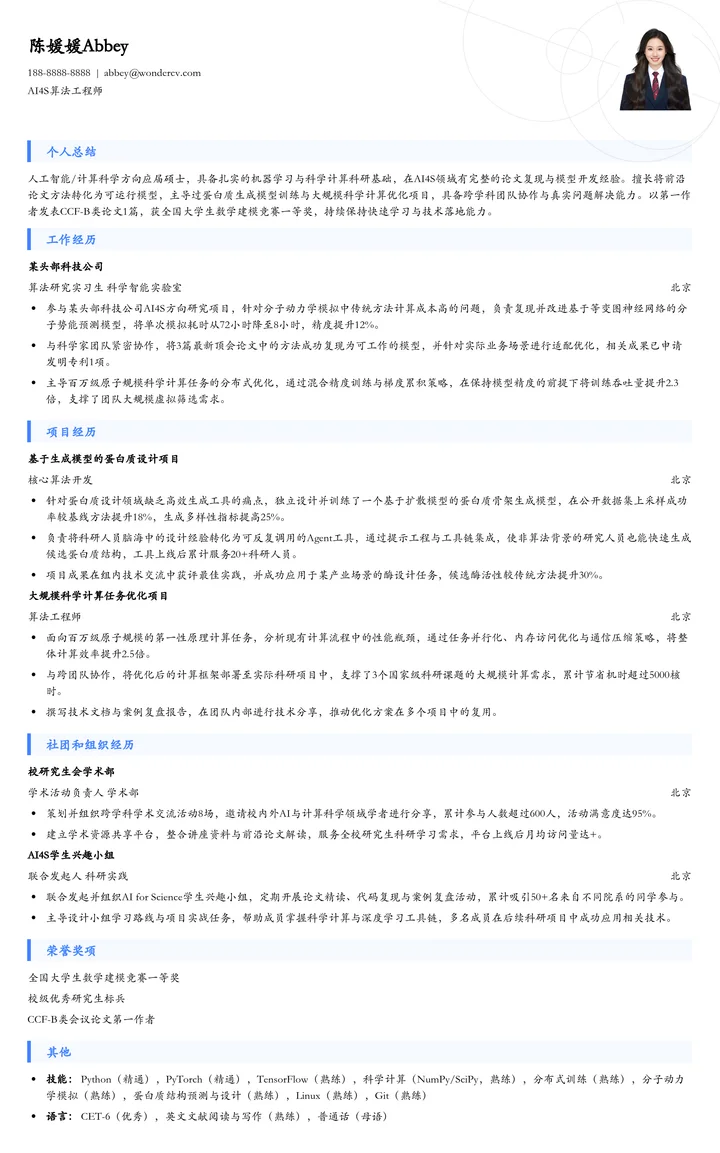 陈媛媛Abbey
188-8888-8888 | abbey@wondercv.com
AI4S算法工程师
个人总结
人工智能/计算科学方向应届硕士，具备扎实的机器学习与科学计算科研基础，在AI4S领域有完整的论文复现与模型开发经验。擅长将前沿
论文方法转化为可运行模型，主导过蛋白质生成模型训练与大规模科学计算优化项目，具备跨学科团队协作与真实问题解决能力。以第一作
者发表CCF-B类论文1篇，获全国大学生数学建模竞赛一等奖，持续保持快速学习与技术落地能力。
工作经历
某头部科技公司
算法研究实习生 科学智能实验室 北京
• 参与某头部科技公司AI4S方向研究项目，针对分子动力学模拟中传统方法计算成本高的问题，负责复现并改进基于等变图神经网络的分
子势能预测模型，将单次模拟耗时从72小时降至8小时，精度提升12%。
• 与科学家团队紧密协作，将3篇最新顶会论文中的方法成功复现为可工作的模型，并针对实际业务场景进行适配优化，相关成果已申请
发明专利1项。
• 主导百万级原子规模科学计算任务的分布式优化，通过混合精度训练与梯度累积策略，在保持模型精度的前提下将训练吞吐量提升2.3
倍，支撑了团队大规模虚拟筛选需求。
项目经历
基于生成模型的蛋白质设计项目
核心算法开发 北京
• 针对蛋白质设计领域缺乏高效生成工具的痛点，独立设计并训练了一个基于扩散模型的蛋白质骨架生成模型，在公开数据集上采样成功
率较基线方法提升18%，生成多样性指标提高25%。
• 负责将科研人员脑海中的设计经验转化为可反复调用的Agent工具，通过提示工程与工具链集成，使非算法背景的研究人员也能快速生成
候选蛋白质结构，工具上线后累计服务20+科研人员。
• 项目成果在组内技术交流中获评最佳实践，并成功应用于某产业场景的酶设计任务，候选酶活性较传统方法提升30%。
大规模科学计算任务优化项目
算法工程师 北京
• 面向百万级原子规模的第一性原理计算任务，分析现有计算流程中的性能瓶颈，通过任务并行化、内存访问优化与通信压缩策略，将整
体计算效率提升2.5倍。
• 与跨团队协作，将优化后的计算框架部署至实际科研项目中，支撑了3个国家级科研课题的大规模计算需求，累计节省机时超过5000核
时。
• 撰写技术文档与案例复盘报告，在团队内部进行技术分享，推动优化方案在多个项目中的复用。
社团和组织经历
校研究生会学术部
学术活动负责人 学术部 北京
• 策划并组织跨学科学术交流活动8场，邀请校内外AI与计算科学领域学者进行分享，累计参与人数超过600人，活动满意度达95%。
• 建立学术资源共享平台，整合讲座资料与前沿论文解读，服务全校研究生科研学习需求，平台上线后月均访问量达+。
AI4S学生兴趣小组
联合发起人 科研实践 北京
• 联合发起并组织AI for Science学生兴趣小组，定期开展论文精读、代码复现与案例复盘活动，累计吸引50+名来自不同院系的同学参与。
• 主导设计小组学习路线与项目实战任务，帮助成员掌握科学计算与深度学习工具链，多名成员在后续科研项目中成功应用相关技术。
荣誉奖项
全国大学生数学建模竞赛一等奖
校级优秀研究生标兵
CCF-B类会议论文第一作者
其他
• 技能： Python（精通）, PyTorch（精通）, TensorFlow（熟练）, 科学计算（NumPy/SciPy，熟练）, 分布式训练（熟练）, 分子动力
学模拟（熟练）, 蛋白质结构预测与设计（熟练）, Linux（熟练）, Git（熟练）
• 语言： CET-6（优秀）, 英文文献阅读与写作（熟练）, 普通话（母语）